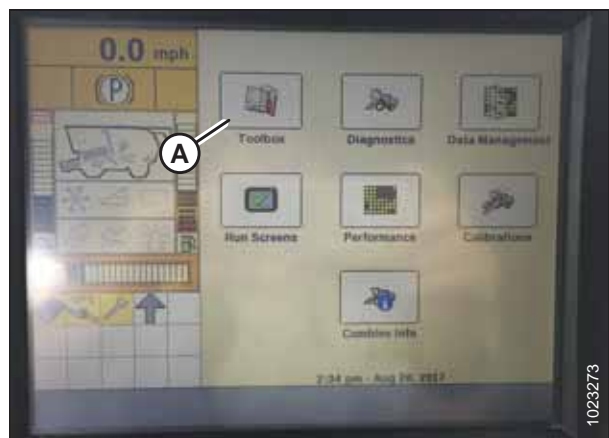 0.0 mph
(P)
A
Toolbox
Diagnostics
Data Management
Run Screens
Performance
Calibrations
Combine Info
2:34 pm - Aug 24, 2017
1023273